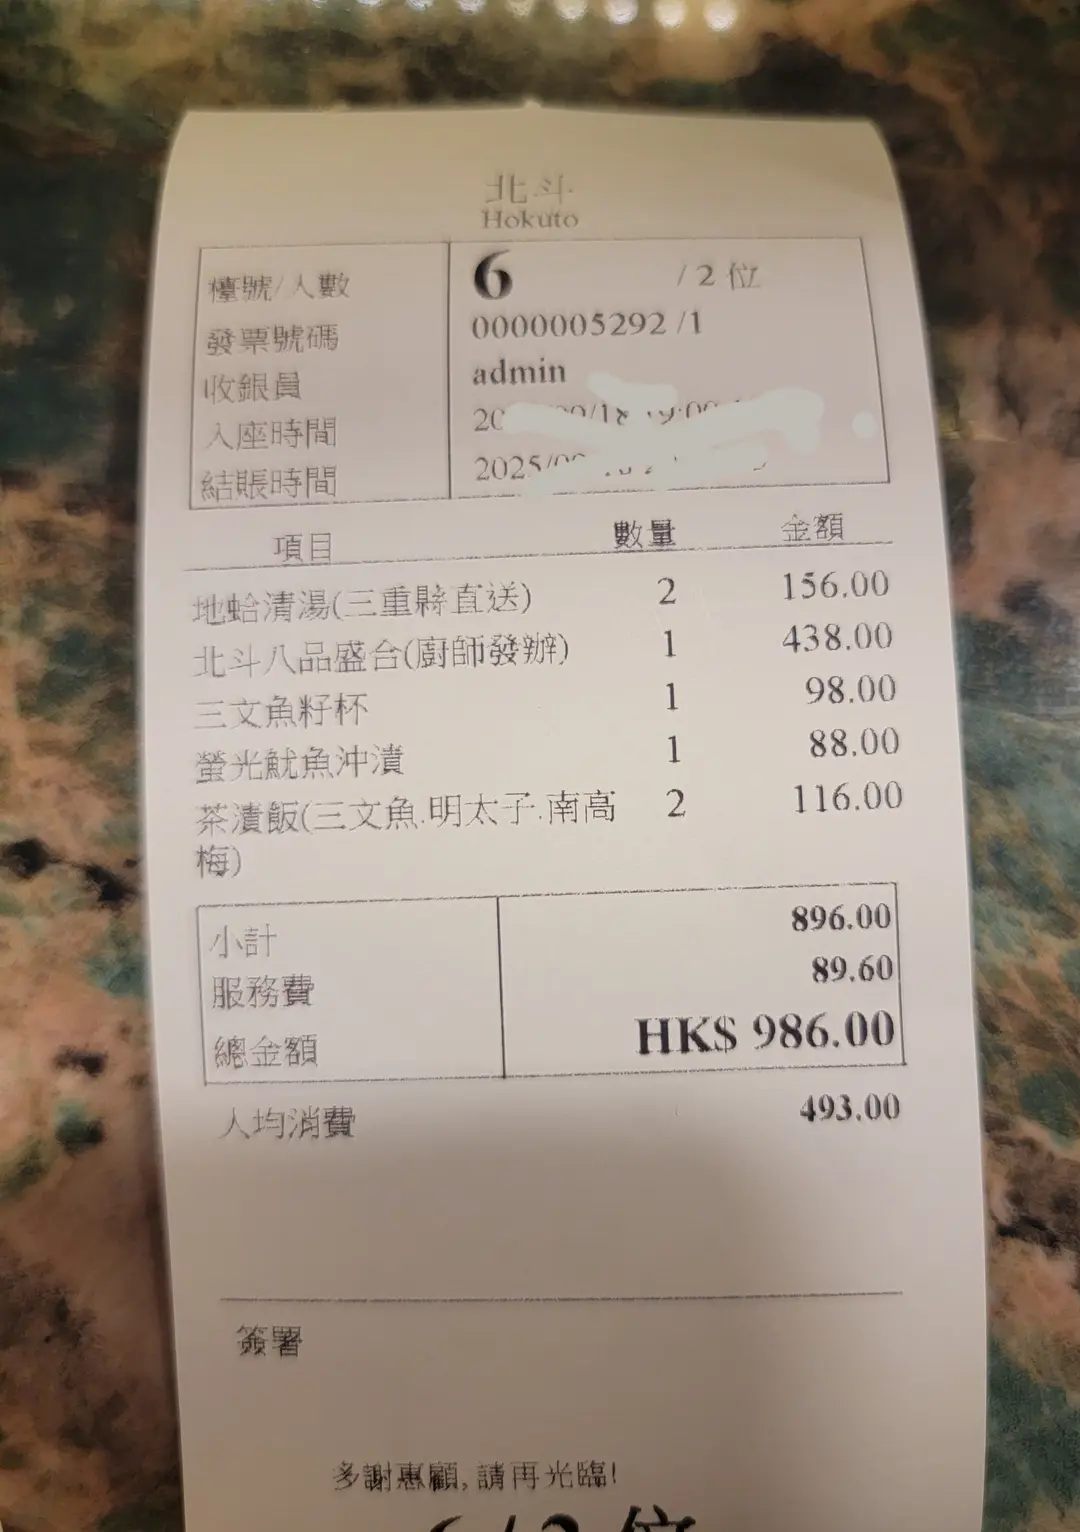 北斗
Hokuto
檯號/人數 6 / 2 位
發票號碼 0000005292 /1
收銀員 admin
入座時間
結賬時間 2025/
項目 數量 金額
地蛤清湯(三重縣直送) 2 156.00
北斗八品盛合(廚師發辦) 1 438.00
三文魚籽杯 1 98.00
螢光魷魚沖漬 1 88.00
茶漬飯(三文魚.明太子.南高 2 116.00
梅)
小計 896.00
服務費 89.60
總金額 HK$ 986.00
人均消費 493.00
簽署
多謝惠顧,請再光臨!
6 / 2 位